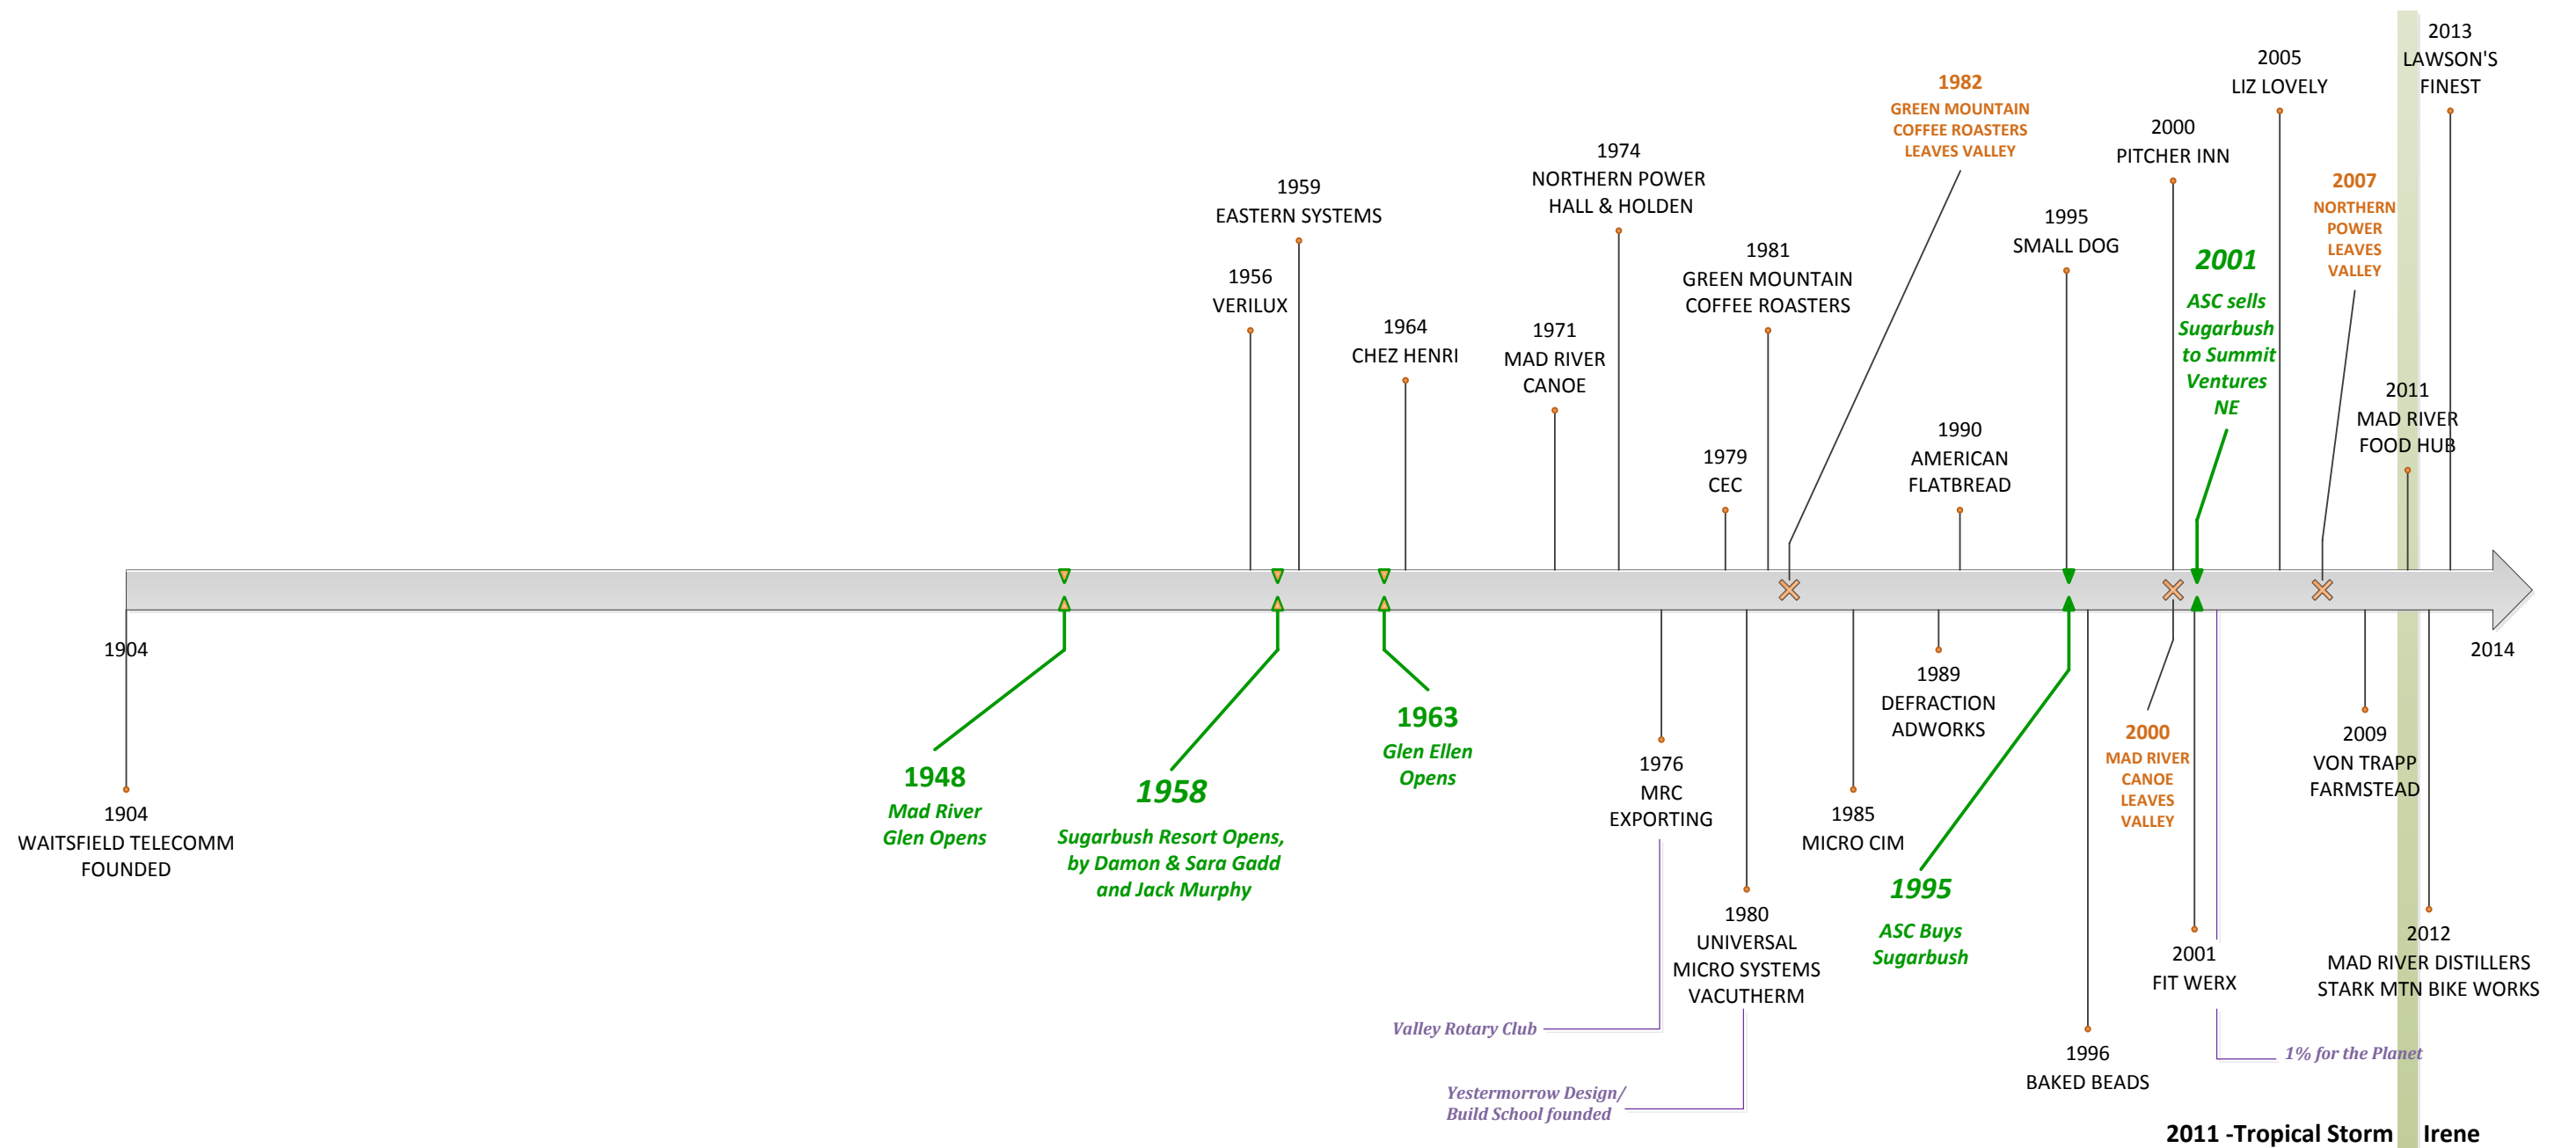 2013
LAWSON'S
FINEST
2005
LIZ LOVELY
1982
GREEN MOUNTAIN
COFFEE ROASTERS
LEAVES VALLEY
2000
PITCHER INN
1974
NORTHERN POWER
HALL & HOLDEN
2007
NORTHERN
POWER
LEAVES
VALLEY
1959
EASTERN SYSTEMS
1995
SMALL DOG
1981
GREEN MOUNTAIN
COFFEE ROASTERS
2001
ASC sells
Sugarbush
to Summit
Ventures
NE
1956
VERILUX
1964
CHEZ HENRI
1971
MAD RIVER
CANOE
2011
MAD RIVER
FOOD HUB
1979
CEC
1990
AMERICAN
FLATBREAD
1904
2014
1904
WAITSFIELD TELECOMM
FOUNDED
1948
Mad River
Glen Opens
1958
Sugarbush Resort Opens,
by Damon & Sara Gadd
and Jack Murphy
1963
Glen Ellen
Opens
1976
MRC
EXPORTING
1980
UNIVERSAL
MICRO SYSTEMS
VACUTHERM
1985
MICRO CIM
1989
DEFRACTION
ADWORKS
1995
ASC Buys
Sugarbush
1996
BAKED BEADS
2000
MAD RIVER
CANOE
LEAVES
VALLEY
2001
FIT WERX
2009
VON TRAPP
FARMSTEAD
2012
MAD RIVER DISTILLERS
STARK MTN BIKE WORKS
Valley Rotary Club
Yestermorrow Design/
Build School founded
1% for the Planet
2011 -Tropical Storm Irene